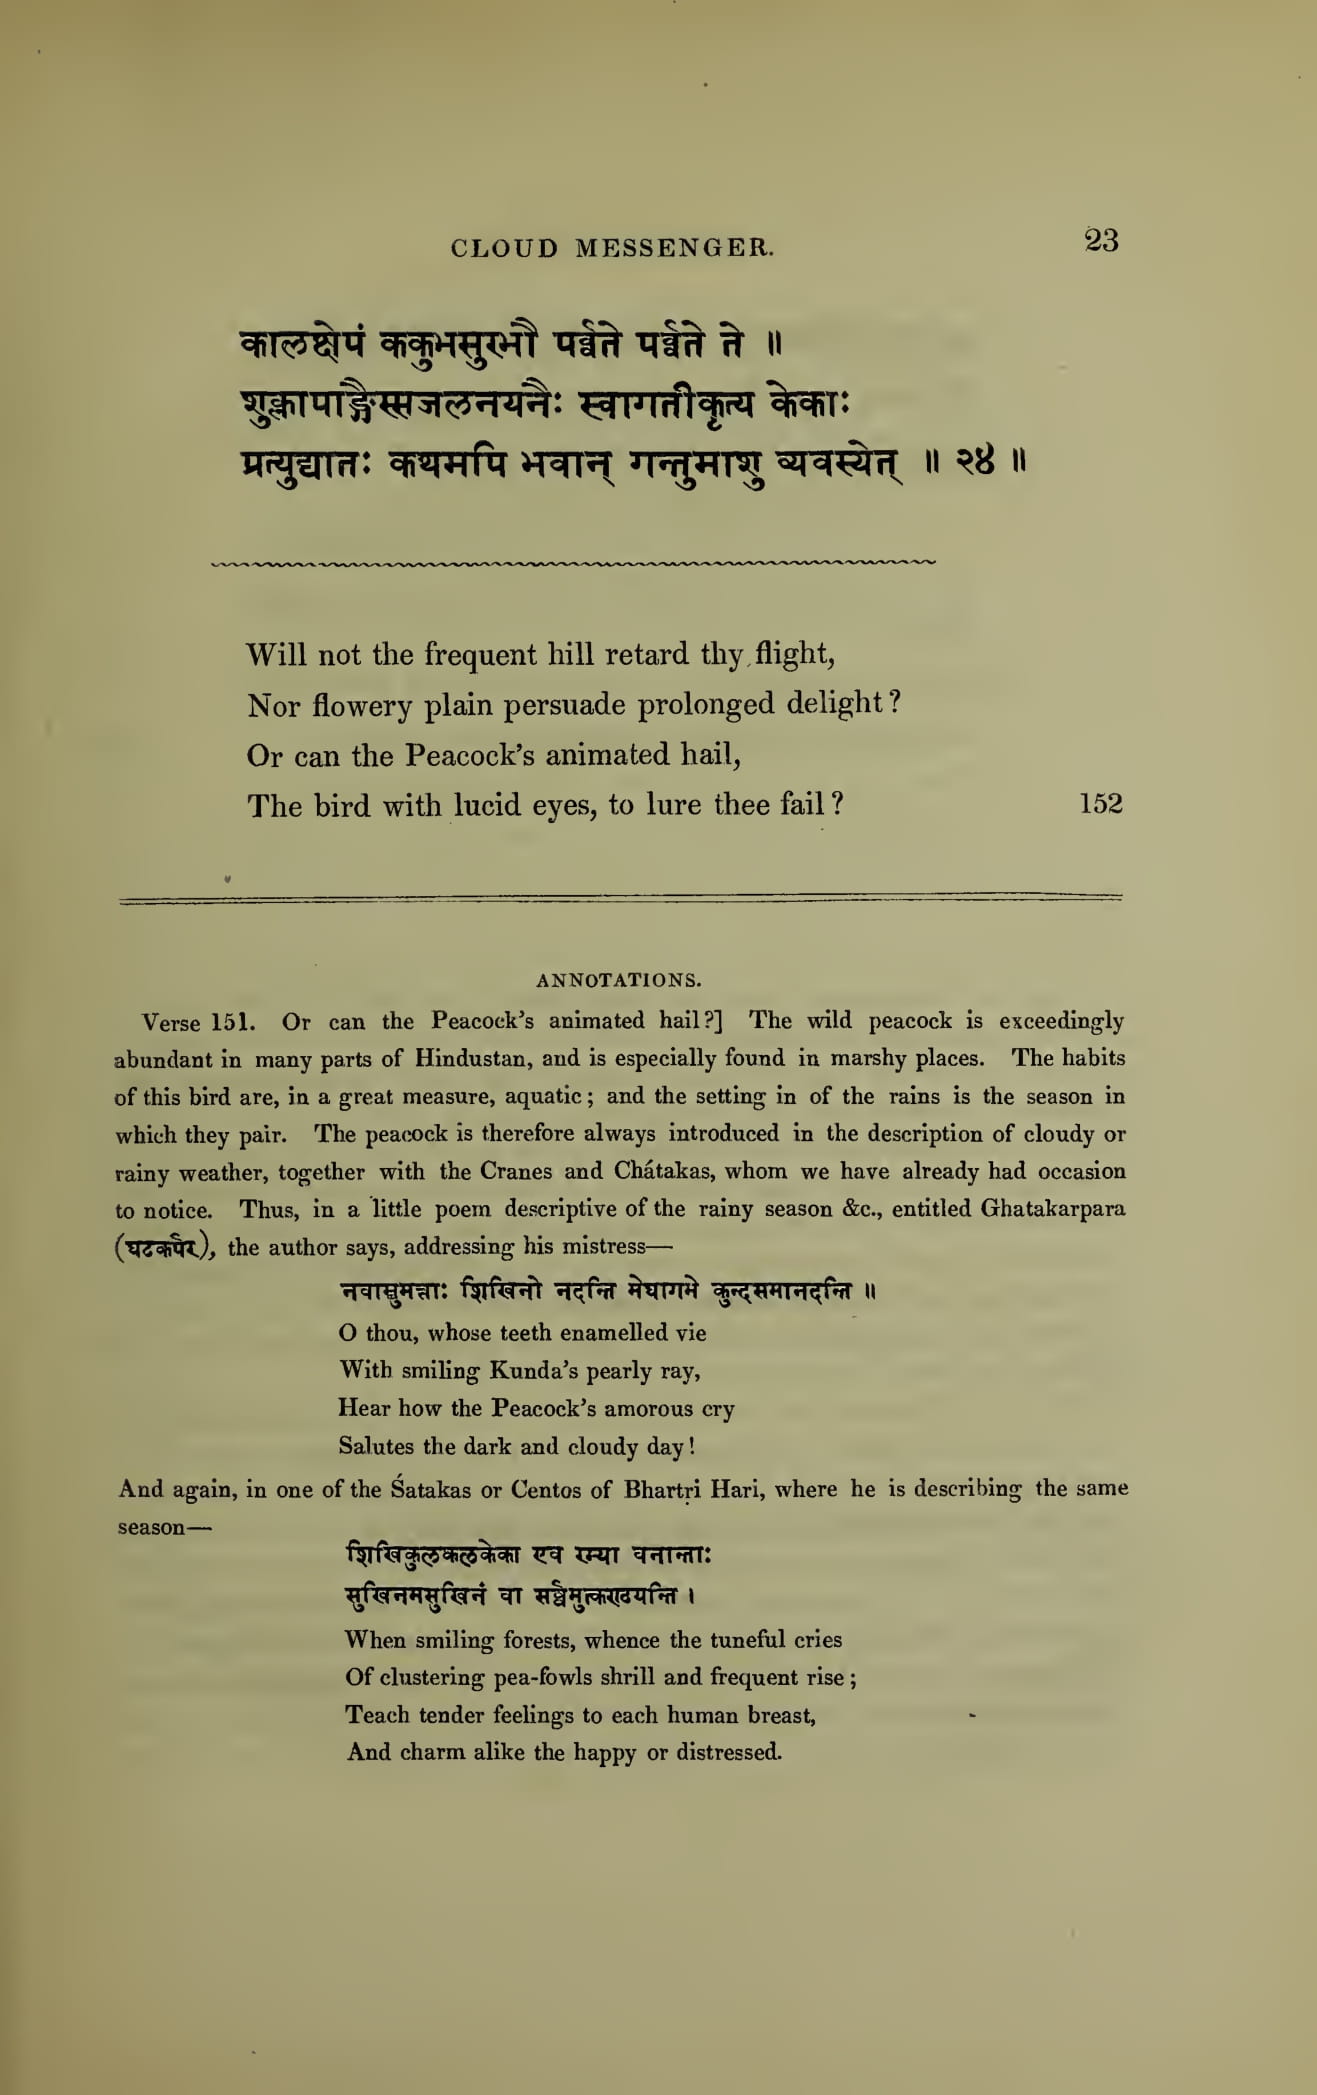 CLOUD MESSENGER. 23
कालक्षेपं ककुभसुरभौ पर्व्वते पर्व्वते ते ॥
शुक्लापाङ्गैस्सजलनयनैः स्वागतीकृत्य केकाः
प्रत्युद्यातः कथमपि भवान् गन्तुमाशु व्यवस्येत् ॥ २४ ॥
Will not the frequent hill retard thy flight,
Nor flowery plain persuade prolonged delight?
Or can the Peacock's animated hail,
The bird with lucid eyes, to lure thee fail? 152
ANNOTATIONS.
Verse 151. Or can the Peacock's animated hail?] The wild peacock is exceedingly
abundant in many parts of Hindustan, and is especially found in marshy places. The habits
of this bird are, in a great measure, aquatic; and the setting in of the rains is the season in
which they pair. The peacock is therefore always introduced in the description of cloudy or
rainy weather, together with the Cranes and Chátakas, whom we have already had occasion
to notice. Thus, in a little poem descriptive of the rainy season &c., entitled Ghatakarpara
(घटकर्पर), the author says, addressing his mistress—
नवाम्बुमत्ताः शिखिनो नदन्ति मेघागमे कुन्दसमानदन्ति ॥
O thou, whose teeth enamelled vie
With smiling Kunda's pearly ray,
Hear how the Peacock's amorous cry
Salutes the dark and cloudy day!
And again, in one of the Śatakas or Centos of Bhartṛi Hari, where he is describing the same
season—
शिखिकुलकलकेका एव रम्या वनान्ताः
सुखिनमसुखिनं वा सर्व्वमुत्कण्ठयन्ति ।
When smiling forests, whence the tuneful cries
Of clustering pea-fowls shrill and frequent rise;
Teach tender feelings to each human breast,
And charm alike the happy or distressed.